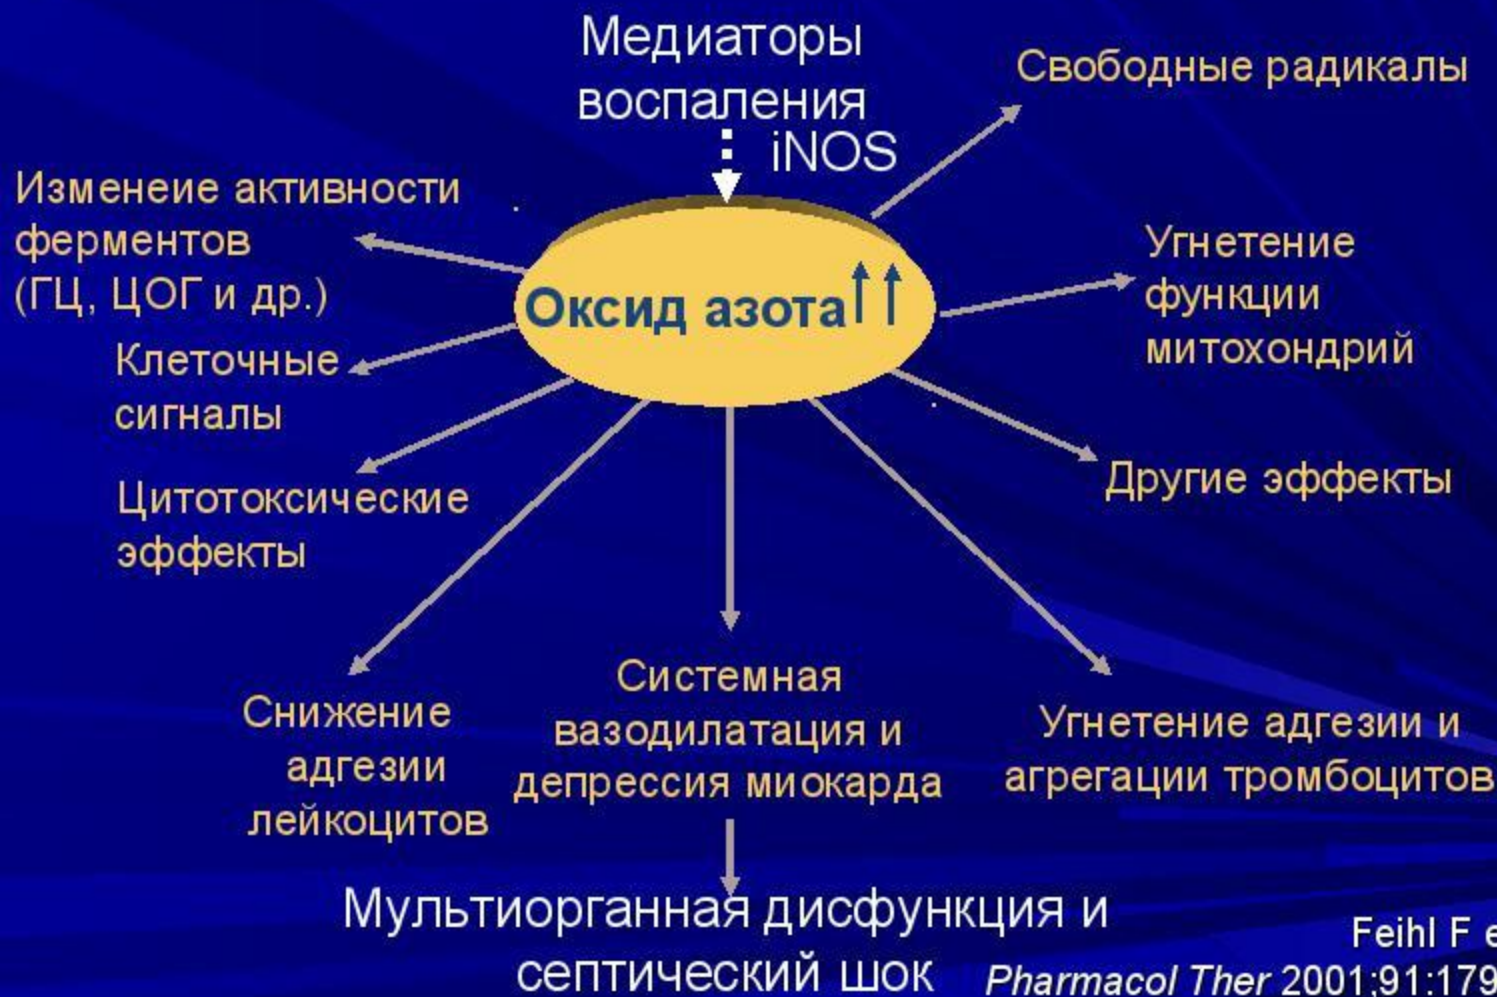 Медиаторы
воспаления
iNOS
Свободные радикалы
Изменеие активности
ферментов
(ГЦ, ЦОГ и др.)
Оксид азота↑↑
Угнетение
функции
митохондрий
Клеточные
сигналы
Другие эффекты
Цитотоксические
эффекты
Снижение
адгезии
лейкоцитов
Системная
вазодилатация и
депрессия миокарда
Угнетение адгезии и
агрегации тромбоцитов
Мультиорганная дисфункция и
септический шок
Feihl F e
Pharmacol Ther 2001;91:179